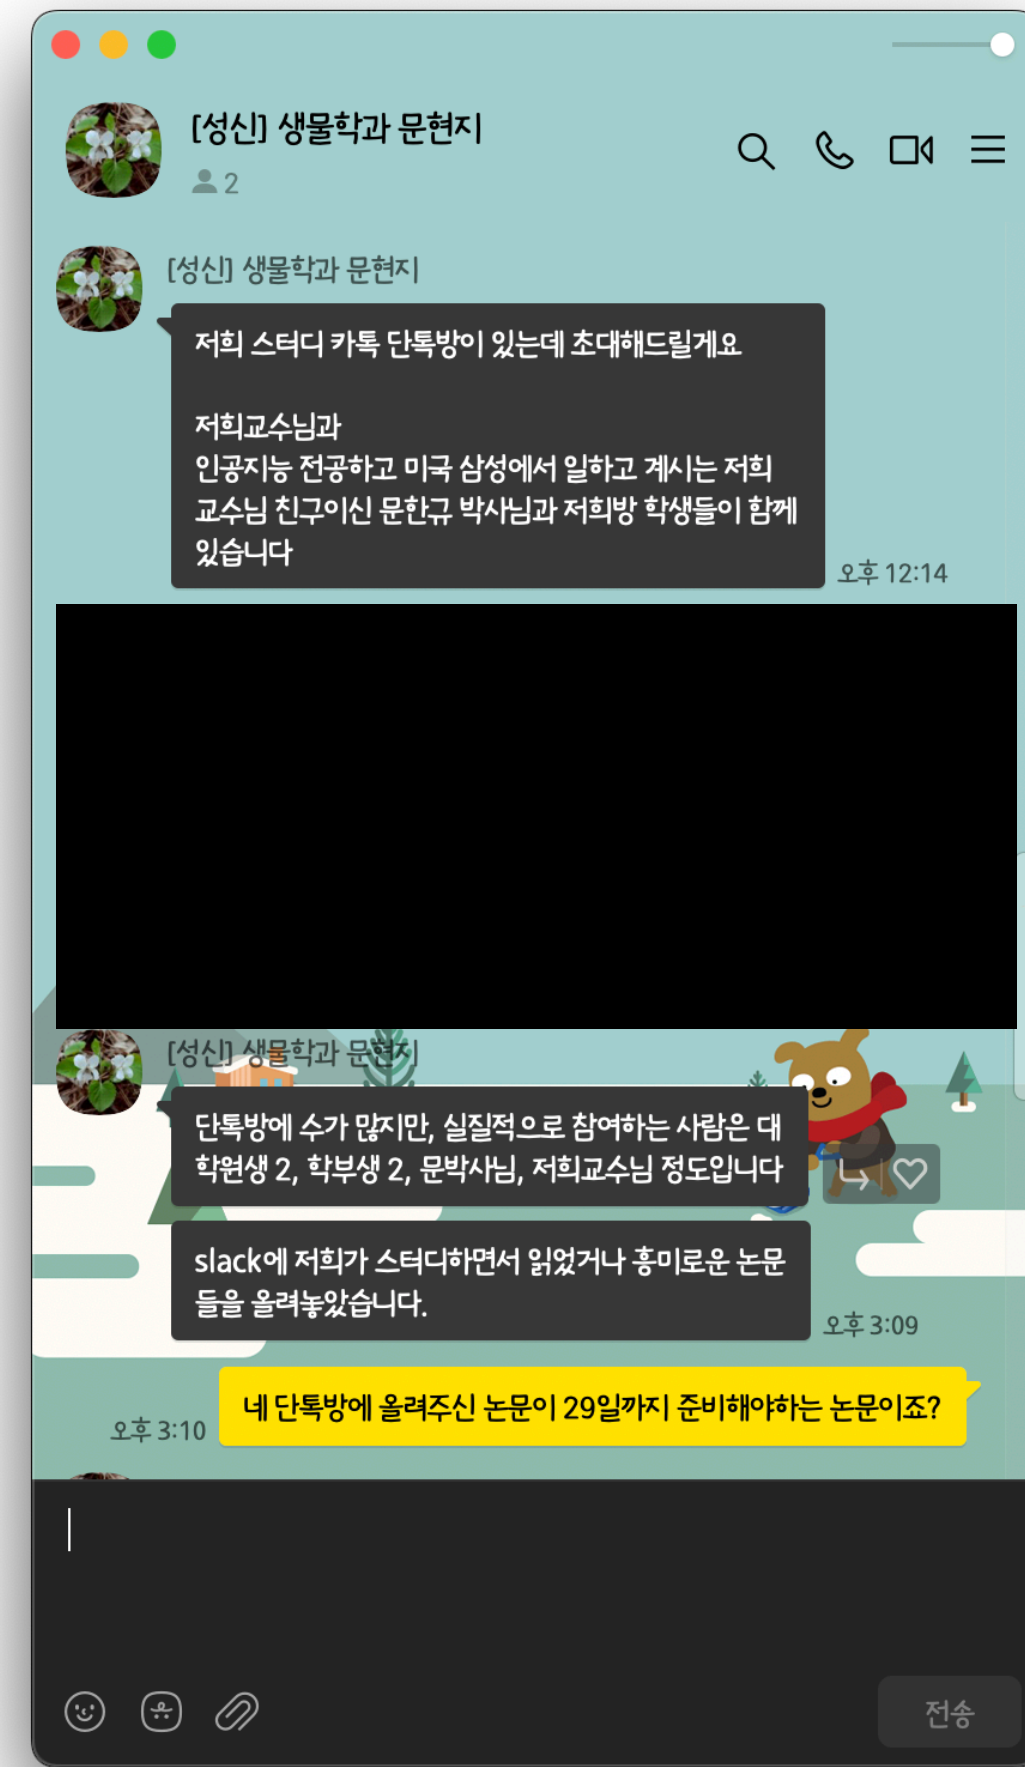 [성신] 생물학과 문현지
2
[성신] 생물학과 문현지
저희 스터디 카톡 단톡방이 있는데 초대해드릴게요
저희교수님과
인공지능 전공하고 미국 삼성에서 일하고 계시는 저희
교수님 친구이신 문한규 박사님과 저희방 학생들이 함께
있습니다
오후 12:14
[성신] 생물학과 문현지
단톡방에 수가 많지만, 실질적으로 참여하는 사람은 대
학원생 2, 학부생 2, 문박사님, 저희교수님 정도입니다
slack에 저희가 스터디하면서 읽었거나 흥미로운 논문
들을 올려놓았습니다.
오후 3:09
네 단톡방에 올려주신 논문이 29일까지 준비해야하는 논문이죠?
오후 3:10
전송